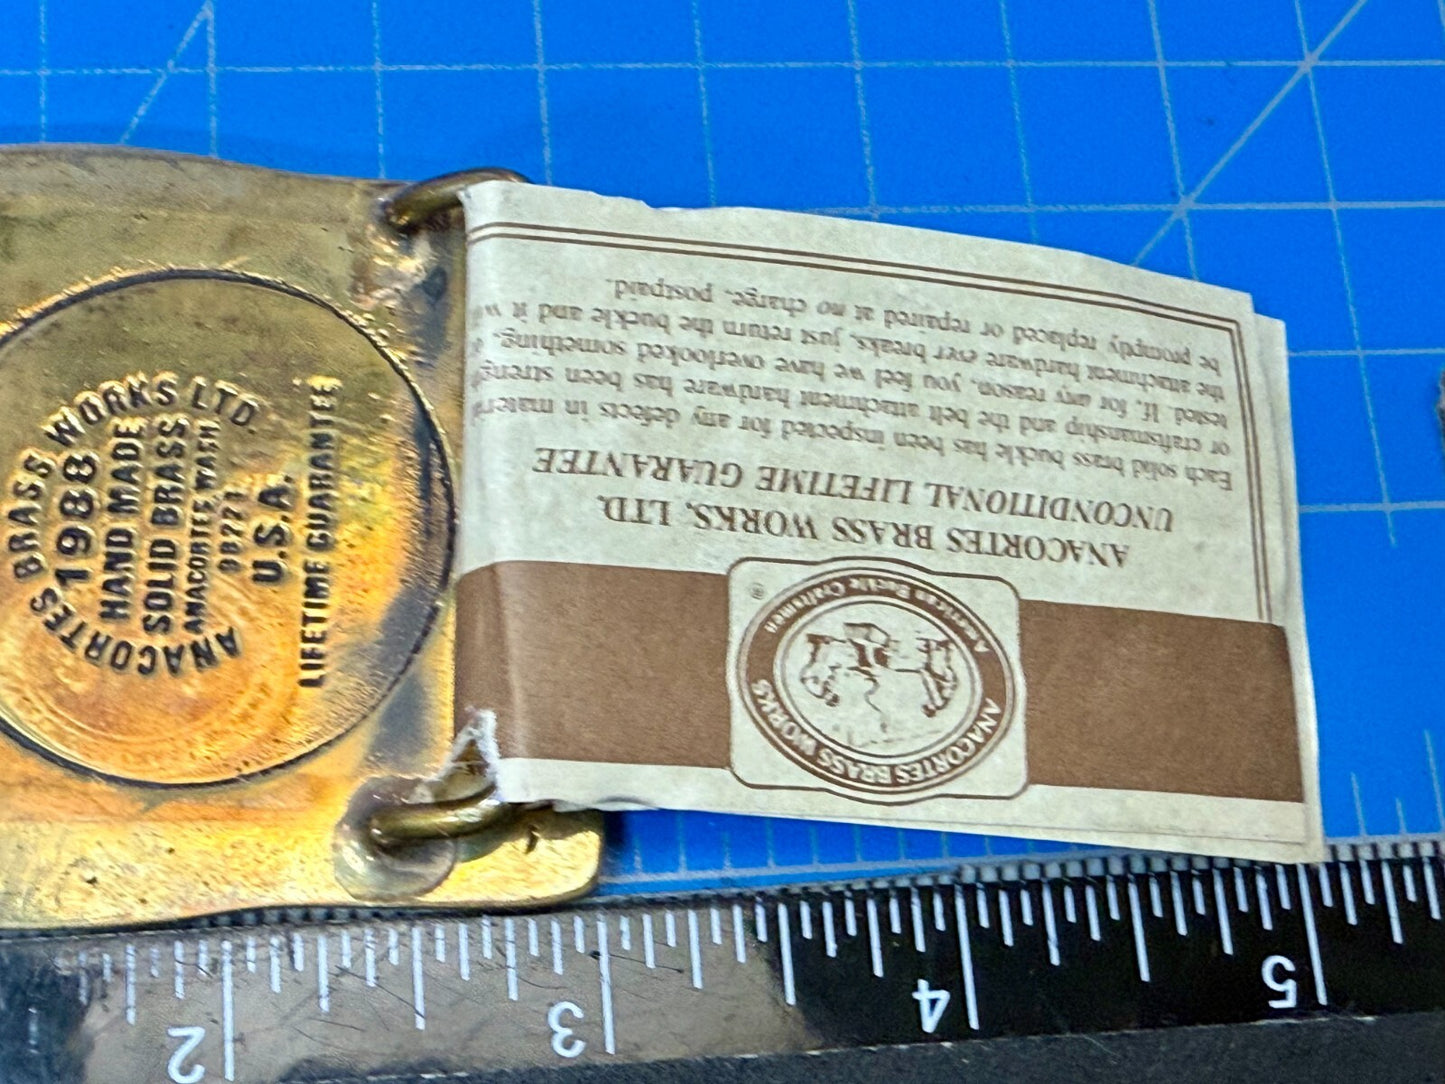 ANACORTES BRASS WORKS LTD.
1988
HAND MADE
SOLID BRASS
ANACORTES WASH.
98221
U.S.A.
LIFETIME GUARANTEE
ANACORTES BRASS WORKS
American Buckle Craftsmen
®
ANACORTES BRASS WORKS, LTD.
UNCONDITIONAL LIFETIME GUARANTEE
Each solid brass buckle has been inspected for any defects in
or craftsmanship and the belt attachment hardware has been
tested. If, for any reason, you feel we have overlooked something,
the attachment hardware ever breaks, just return the buckle and it
be promptly replaced or repaired at no charge, postpaid.
2 3 4 5